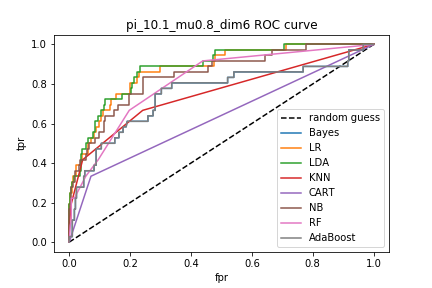 pi_10.1_mu0.8_dim6 ROC curve
1.0
0.8
0.6
0.4
0.2
0.0
tpr
0.0 0.2 0.4 0.6 0.8 1.0
fpr
random guess
Bayes
LR
LDA
KNN
CART
NB
RF
AdaBoost